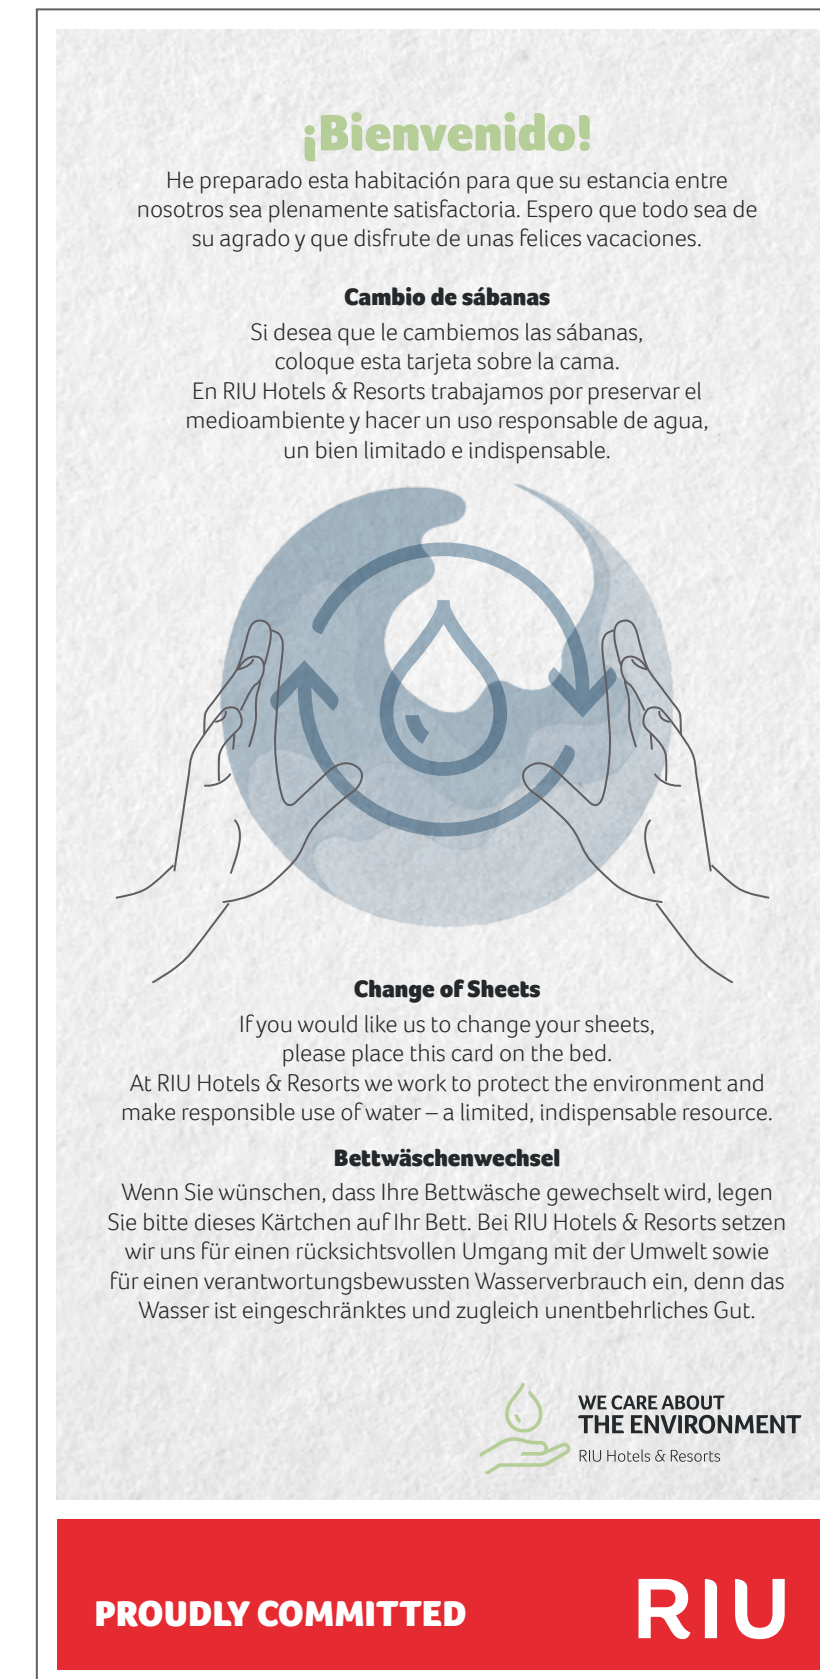 ¡Bienvenido!
He preparado esta habitación para que su estancia entre
nosotros sea plenamente satisfactoria. Espero que todo sea de
su agrado y que disfrute de unas felices vacaciones.
Cambio de sábanas
Si desea que le cambiemos las sábanas,
coloque esta tarjeta sobre la cama.
En RIU Hotels & Resorts trabajamos por preservar el
medioambiente y hacer un uso responsable de agua,
un bien limitado e indispensable.
Change of Sheets
If you would like us to change your sheets,
please place this card on the bed.
At RIU Hotels & Resorts we work to protect the environment and
make responsible use of water – a limited, indispensable resource.
Bettwäschenwechsel
Wenn Sie wünschen, dass Ihre Bettwäsche gewechselt wird, legen
Sie bitte dieses Kärtchen auf Ihr Bett. Bei RIU Hotels & Resorts setzen
wir uns für einen rücksichtsvollen Umgang mit der Umwelt sowie
für einen verantwortungsbewussten Wasserverbrauch ein, denn das
Wasser ist eingeschränktes und zugleich unentbehrliches Gut.
WE CARE ABOUT
THE ENVIRONMENT
RIU Hotels & Resorts
PROUDLY COMMITTED
RIU